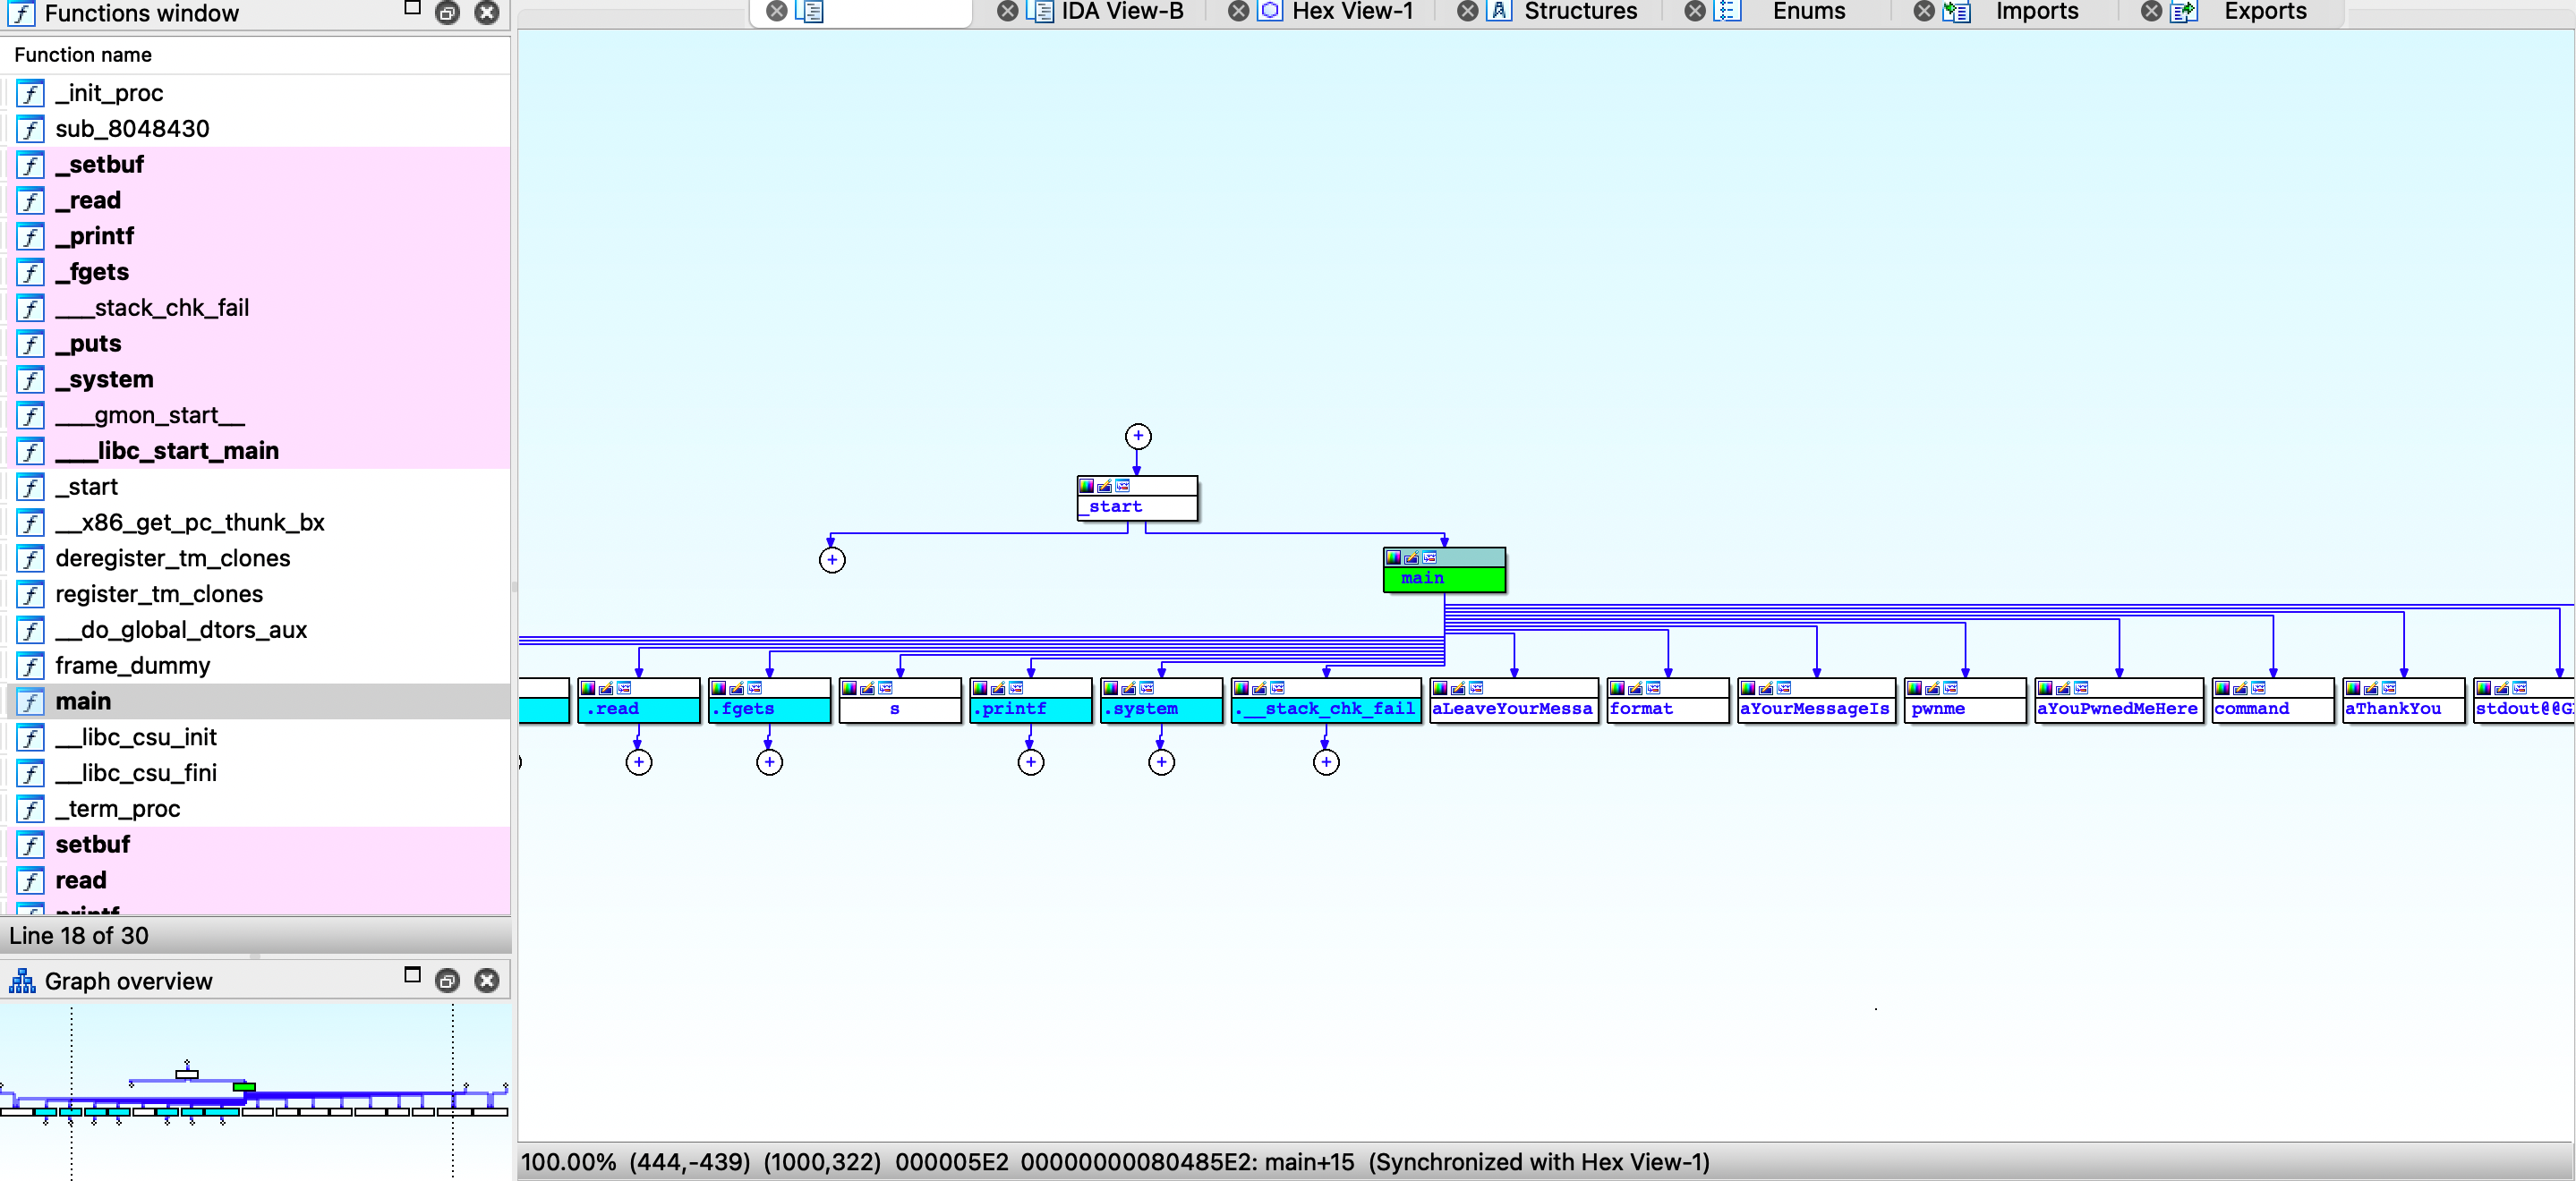 Functions window
IDA View-B
Hex View-1
Structures
Enums
Imports
Exports
Function name
_init_proc
sub_8048430
_setbuf
_read
_printf
_fgets
___stack_chk_fail
_puts
_system
___gmon_start__
___libc_start_main
_start
__x86_get_pc_thunk_bx
deregister_tm_clones
register_tm_clones
__do_global_dtors_aux
frame_dummy
main
__libc_csu_init
__libc_csu_fini
_term_proc
setbuf
read
printf
Line 18 of 30
Graph overview
_start
main
.read
.fgets
s
.printf
.system
.__stack_chk_fail
aLeaveYourMessa
format
aYourMessageIs
pwnme
aYouPwnedMeHere
command
aThankYou
stdout@@G
100.00% (444,-439) (1000,322) 000005E2 00000000080485E2: main+15 (Synchronized with Hex View-1)